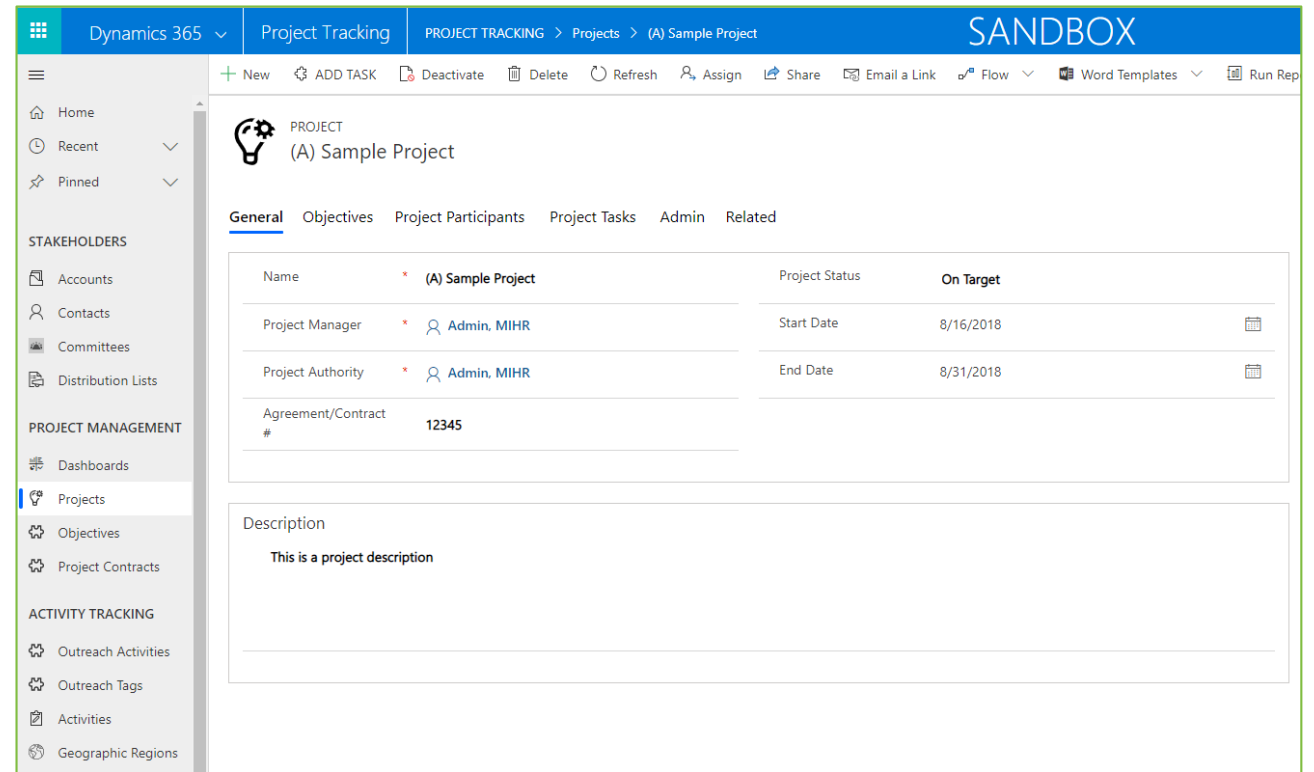 Dynamics 365 Project Tracking PROJECT TRACKING > Projects > (A) Sample Project SANDBOX
New ADD TASK Deactivate Delete Refresh Assign Share Email a Link Flow Word Templates Run Rep
Home
Recent
Pinned
STAKEHOLDERS
Accounts
Contacts
Committees
Distribution Lists
PROJECT MANAGEMENT
Dashboards
Projects
Objectives
Project Contracts
ACTIVITY TRACKING
Outreach Activities
Outreach Tags
Activities
Geographic Regions
PROJECT
(A) Sample Project
General Objectives Project Participants Project Tasks Admin Related
Name * (A) Sample Project
Project Manager * Admin, MIHR
Project Authority * Admin, MIHR
Agreement/Contract
# 12345
Project Status On Target
Start Date 8/16/2018
End Date 8/31/2018
Description
This is a project description